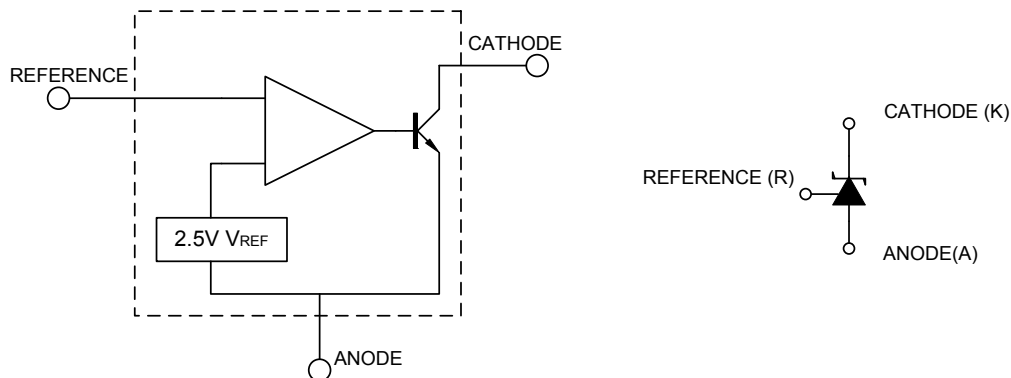 CATHODE
REFERENCE
2.5V VREF
ANODE
CATHODE (K)
REFERENCE (R)
ANODE(A)